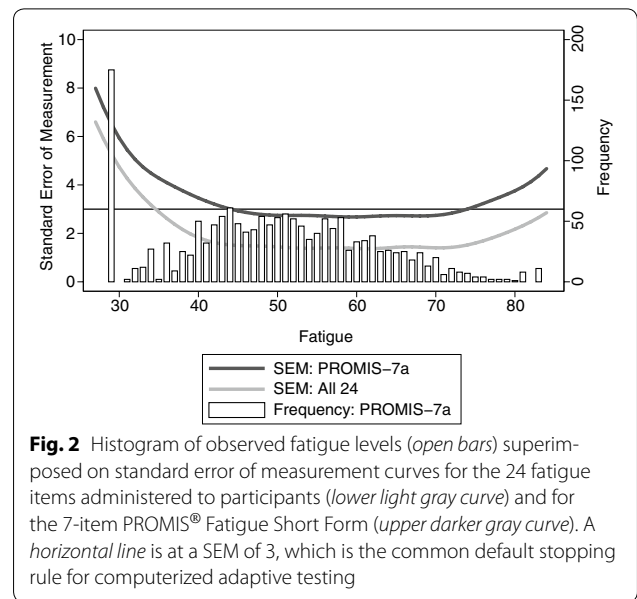 10
8
6
4
2
0
Standard Error of Measurement
200
150
100
50
0
Frequency
30 40 50 60 70 80
Fatigue
SEM: PROMIS−7a
SEM: All 24
Frequency: PROMIS−7a
Fig. 2 Histogram of observed fatigue levels (open bars) superim-
posed on standard error of measurement curves for the 24 fatigue
items administered to participants (lower light gray curve) and for
the 7-item PROMIS® Fatigue Short Form (upper darker gray curve). A
horizontal line is at a SEM of 3, which is the common default stopping
rule for computerized adaptive testing